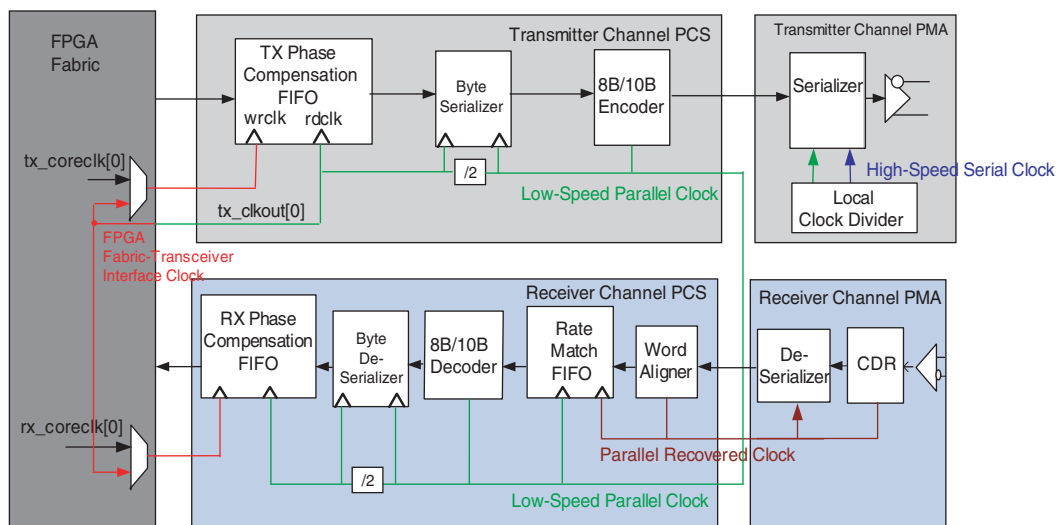 FPGA
Fabric
Transmitter Channel PCS
Transmitter Channel PMA
TX Phase
Compensation
FIFO
wrclk
rdclk
Byte
Serializer
8B/10B
Encoder
Serializer
tx_coreclk[0]
/2
High-Speed Serial Clock
Low-Speed Parallel Clock
Local
Clock Divider
tx_clkout[0]
FPGA
Fabric-Transceiver
Interface Clock
Receiver Channel PCS
Receiver Channel PMA
RX Phase
Compensation
FIFO
Byte
De-
Serializer
8B/10B
Decoder
Rate
Match
FIFO
Word
Aligner
De-
Serializer
CDR
rx_coreclk[0]
Parallel Recovered Clock
/2
Low-Speed Parallel Clock